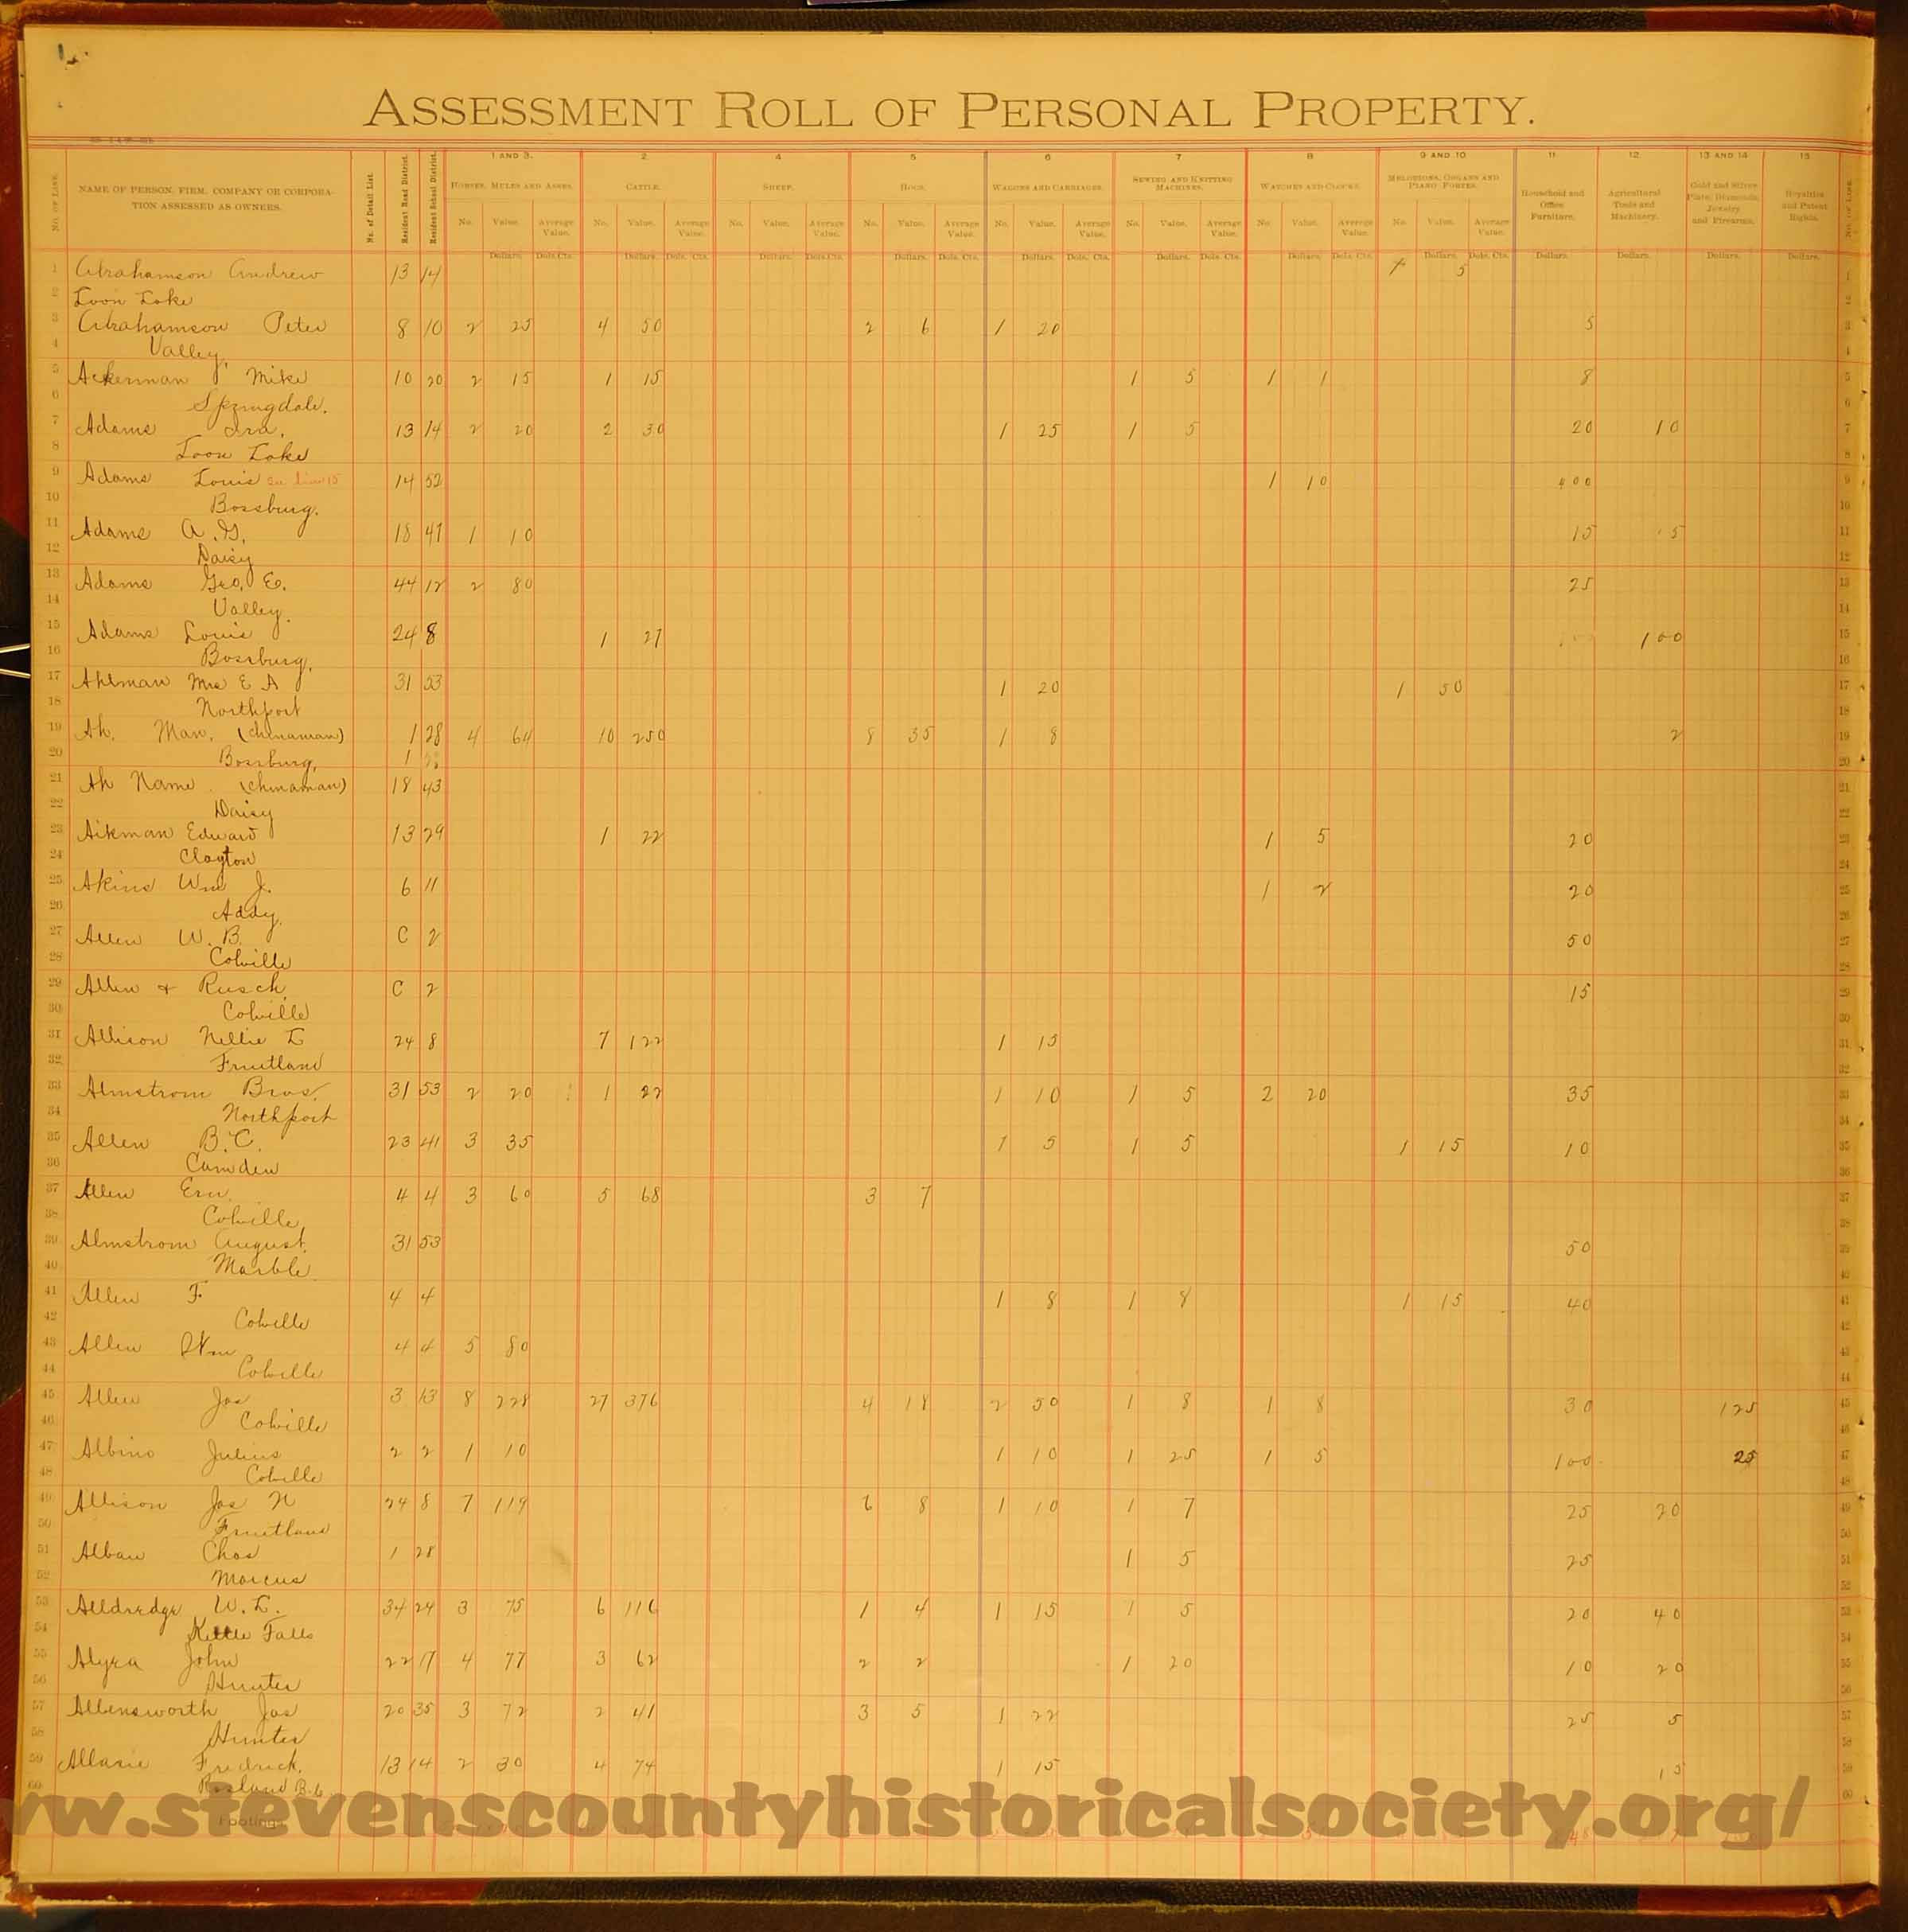 ASSESSMENT ROLL OF PERSONAL PROPERTY.
No. of Line. NAME OF PERSON, FIRM, COMPANY OR CORPORATION ASSESSED AS OWNERS. No. of Detail List. Resident Road District. Resident School District.
1 AND 3. 2. 4 5 6 7 8 9 AND 10. 11 12. 13 AND 14 15
HORSES, MULES AND ASSES. CATTLE. SHEEP. HOGS. WAGONS AND CARRIAGES. SEWING AND KNITTING MACHINES. WATCHES AND CLOCKS. MELODEONS, ORGANS AND PIANO FORTES. Household and Office Furniture. Agricultural Tools and Machinery. Gold and Silver Plate, Diamonds, Jewelry and Firearms. Royalties and Patent Rights.
No. Value. Average Value. No. Value. Average Value. No. Value. Average Value. No. Value. Average Value. No. Value. Average Value. No. Value. Average Value. No. Value. Average Value. No. Value. Average Value.
1 Abrahamson Andrew 13 14 5 1
2 Loon Lake 2
3 Abrahamson Peter 8 10 2 25 4 50 2 6 1 20 5 3
4 Valley. 4
5 Ackerman Mike 10 20 2 15 1 15 1 5 1 1 8 5
6 Springdale. 6
7 Adams Ira. 13 14 2 20 2 30 1 25 1 5 20 10 7
8 Loon Lake 8
9 Adams Louis see line 15 14 52 1 10 400 9
10 Bossburg. 10
11 Adams A. G. 18 47 1 10 15 5 11
12 Daisy 12
13 Adams Geo. E. 44 12 2 80 25 13
14 Valley. 14
15 Adams Louis 24 8 1 27 100 15
16 Bossburg. 16
17 Ahlman Mrs E A 31 53 1 20 1 50 17
18 Northport 18
19 Ah. Man. (chinaman) 1 28 4 64 10 250 8 35 1 8 2 19
20 Bossburg. 1 20
21 Ah Name. (chinaman) 18 43 21
22 Daisy 22
23 Aikman Edward 13 29 1 22 1 5 20 23
24 Clayton 24
25 Akins Wm J. 6 11 1 2 20 25
26 Addy. 26
27 Allen W. B. C 2 50 27
28 Colville 28
29 Allen & Rusch C 2 15 29
30 Colville 30
31 Allison Nellie L 24 8 7 122 1 15 31
32 Fruitland 32
33 Almstrom Bros. 31 53 2 20 1 22 1 10 1 5 2 20 35 33
34 Northport 34
35 Allen B. C. 23 41 3 35 1 5 1 5 1 15 10 35
36 Camden 36
37 Allen Erv. 4 4 3 60 5 68 3 7 37
38 Colville 38
39 Almstrom August. 31 53 50 39
40 Marble 40
41 Allen F. 4 4 1 8 1 8 1 15 40 41
42 Colville 42
43 Allen Wm 4 4 5 80 43
44 Colville 44
45 Allen Jas 3 13 8 228 27 376 4 18 2 50 1 8 1 8 30 125 45
46 Colville 46
47 Albino Julius 2 2 1 10 1 10 1 25 1 5 100 25 47
48 Colville 48
49 Allison Jas N 24 8 7 119 6 8 1 10 1 7 25 20 49
50 Fruitland 50
51 Alban Chas 1 28 1 5 25 51
52 Marcus 52
53 Alldredge W. L. 34 24 3 75 6 116 1 4 1 15 1 5 20 40 53
54 Kettle Falls 54
55 Alyra John 22 17 4 77 3 62 2 2 1 20 10 20 55
56 Hunter 56
57 Allensworth Jas 20 35 3 72 2 41 3 5 1 22 25 5 57
58 Hunter 58
59 Allasie Fredrick. 13 14 2 30 4 74 1 15 15 59
60 Rosland B. C. 60
Footings
www.stevenscountyhistoricalsociety.org/